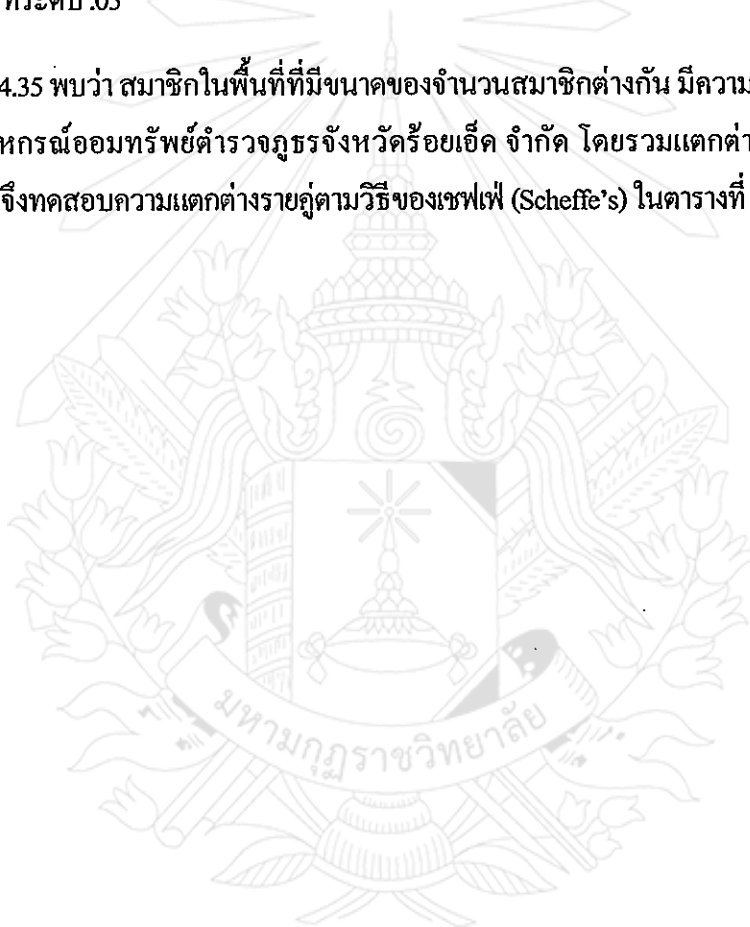 ที่ระดับ .05
4.35 พบว่า สมาชิกในพื้นที่ที่มีขนาดของจำนวนสมาชิกต่างกัน มีความ
หกรณ์ออมทรัพย์ตำรวจภูธรจังหวัดร้อยเอ็ด จำกัด โดยรวมแตกต่า
จึงทดสอบความแตกต่างรายคู่ตามวิธีของเชฟเฟ่ (Scheffe's) ในตารางที่
มหามกุฏราชวิทยาลัย